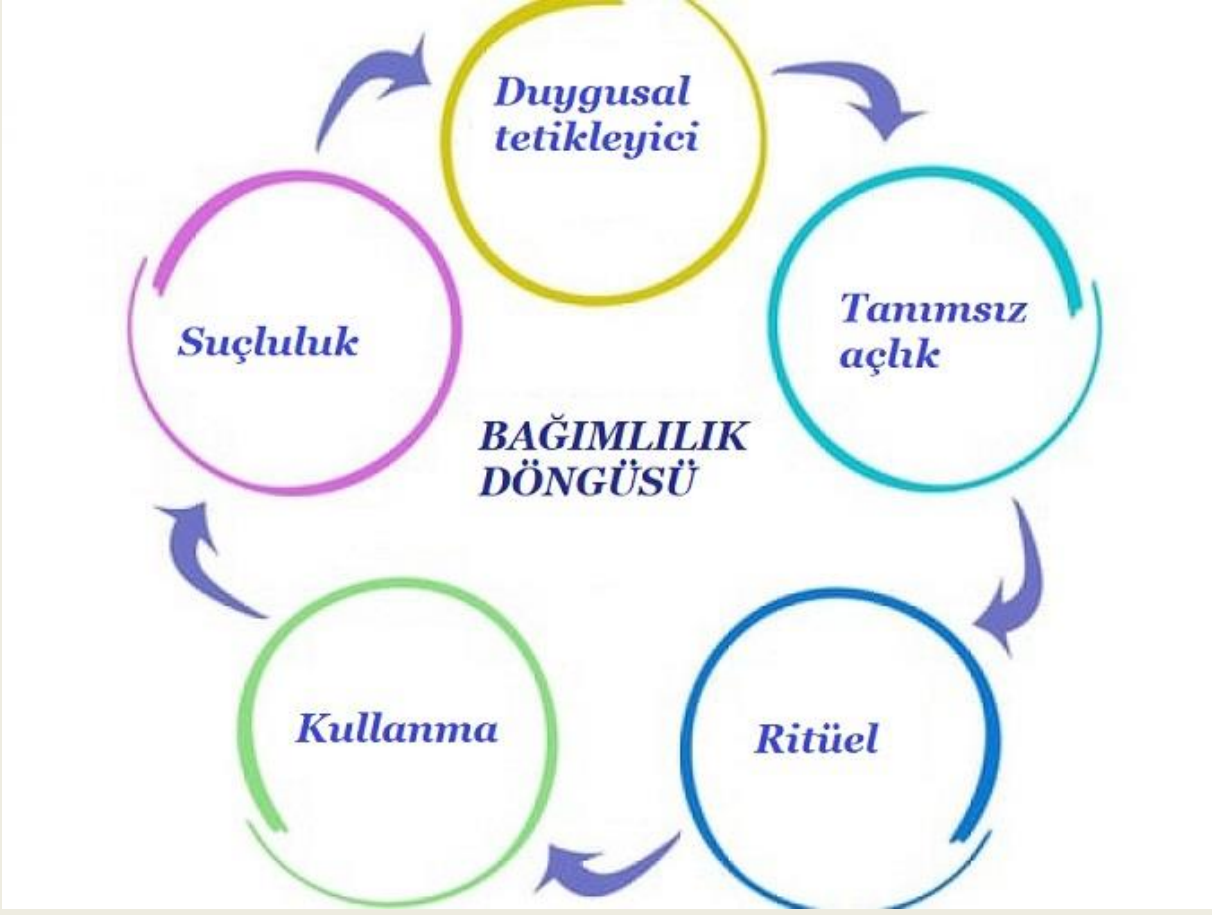 Duygusal
tetikleyici
Tanımsız
açlık
Ritüel
Kullanma
Suçluluk
BAĞIMLILIK
DÖNGÜSÜ